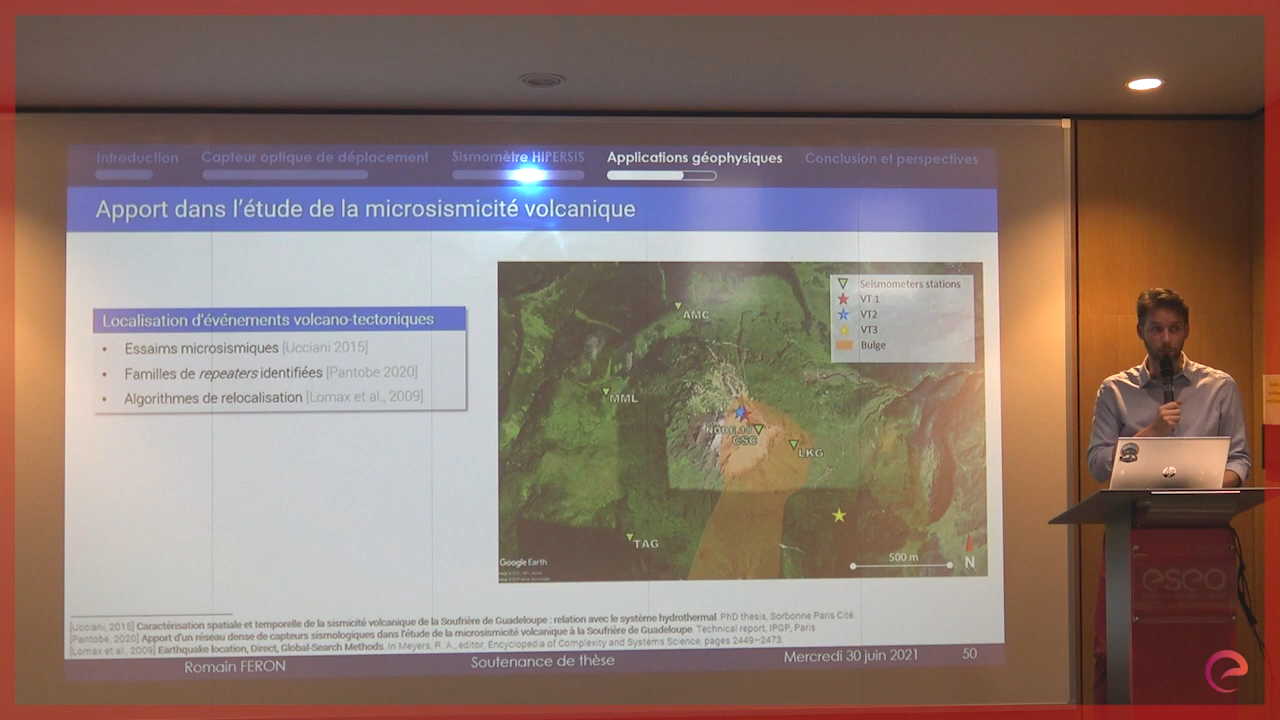 Introduction Capteur optique de déplacement Sismomètre HIPERSIS Applications géophysiques Conclusion et perspectives
Apport dans l'étude de la microsismicité volcanique
Localisation d'événements volcano-tectoniques
• Essaims microsismiques [Ucciani 2015]
• Familles de repeaters identifiées [Pantobe 2020]
• Algorithmes de relocalisation [Lomax et al., 2009]
Seismometers stations
VT 1
VT2
VT3
Bulge
AMC
MML
CSC
LKG
TAG
Google Earth
500 m
N
[Ucciani, 2015] Caractérisation spatiale et temporelle de la sismicité volcanique de la Soufrière de Guadeloupe : relation avec le système hydrothermal. PhD thesis, Sorbonne Paris Cité.
[Pantobe, 2020] Apport d'un réseau dense de capteurs sismologiques dans l'étude de la microsismicité volcanique à la Soufrière de Guadeloupe. Technical report, IPGP, Paris
[Lomax et al., 2009] Earthquake location, Direct, Global-Search Methods. In Meyers, R. A., editor, Encyclopedia of Complexity and Systems Science, pages 2449–2473.
Romain FERON Soutenance de thèse Mercredi 30 juin 2021 50
hp
eseo